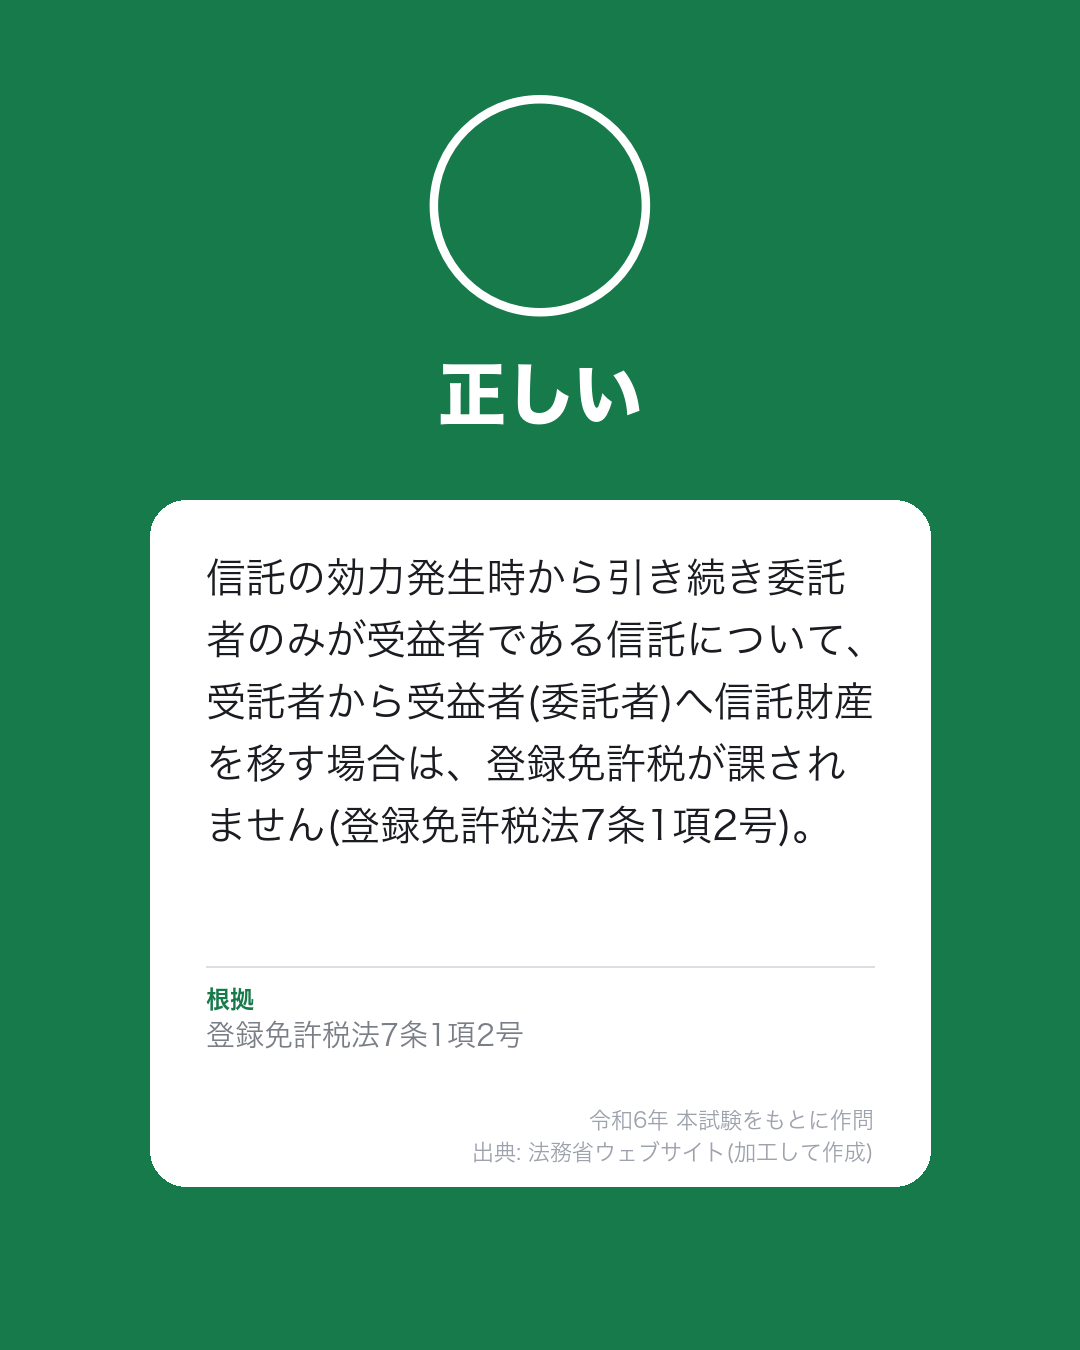 正しい
信託の効力発生時から引き続き委託
者のみが受益者である信託について、
受託者から受益者(委託者)へ信託財産
を移す場合は、登録免許税が課され
ません(登録免許税法7条1項2号)。
根拠
登録免許税法7条1項2号
令和6年 本試験をもとに作問
出典: 法務省ウェブサイト(加工して作成)